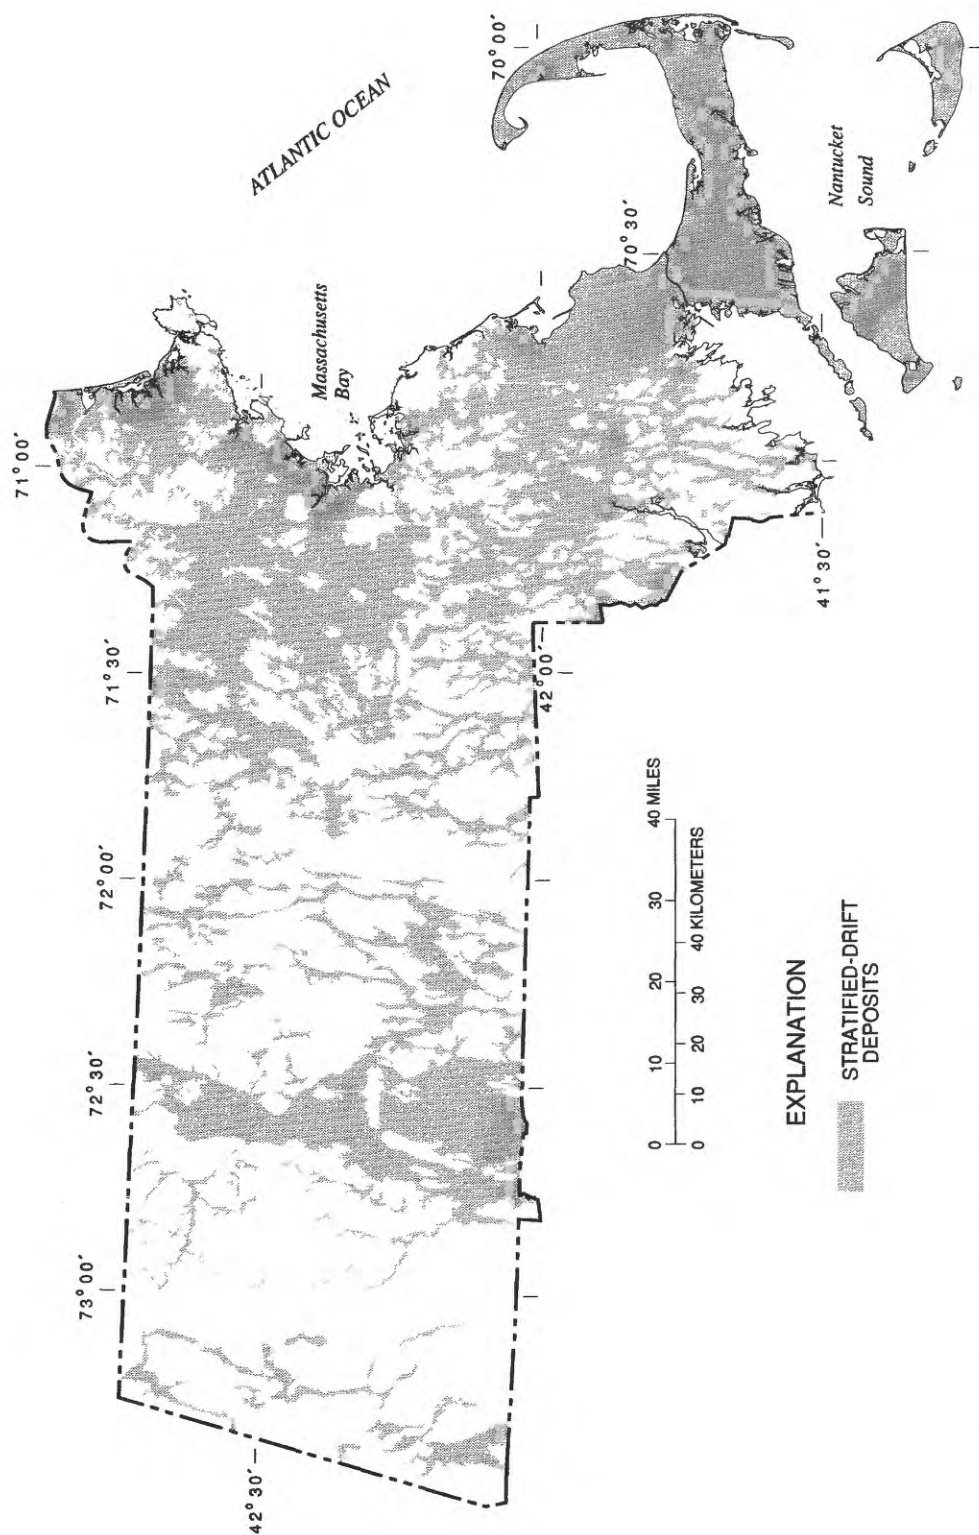 ATLANTIC OCEAN
Massachusetts
Bay
Nantucket
Sound
73°00′
72°30′
72°00′
71°30′
71°00′
70°30′
70°00′
42°30′
42°00′
41°30′
0 10 20 30 40 MILES
0 10 20 30 40 KILOMETERS
EXPLANATION
STRATIFIED-DRIFT
DEPOSITS